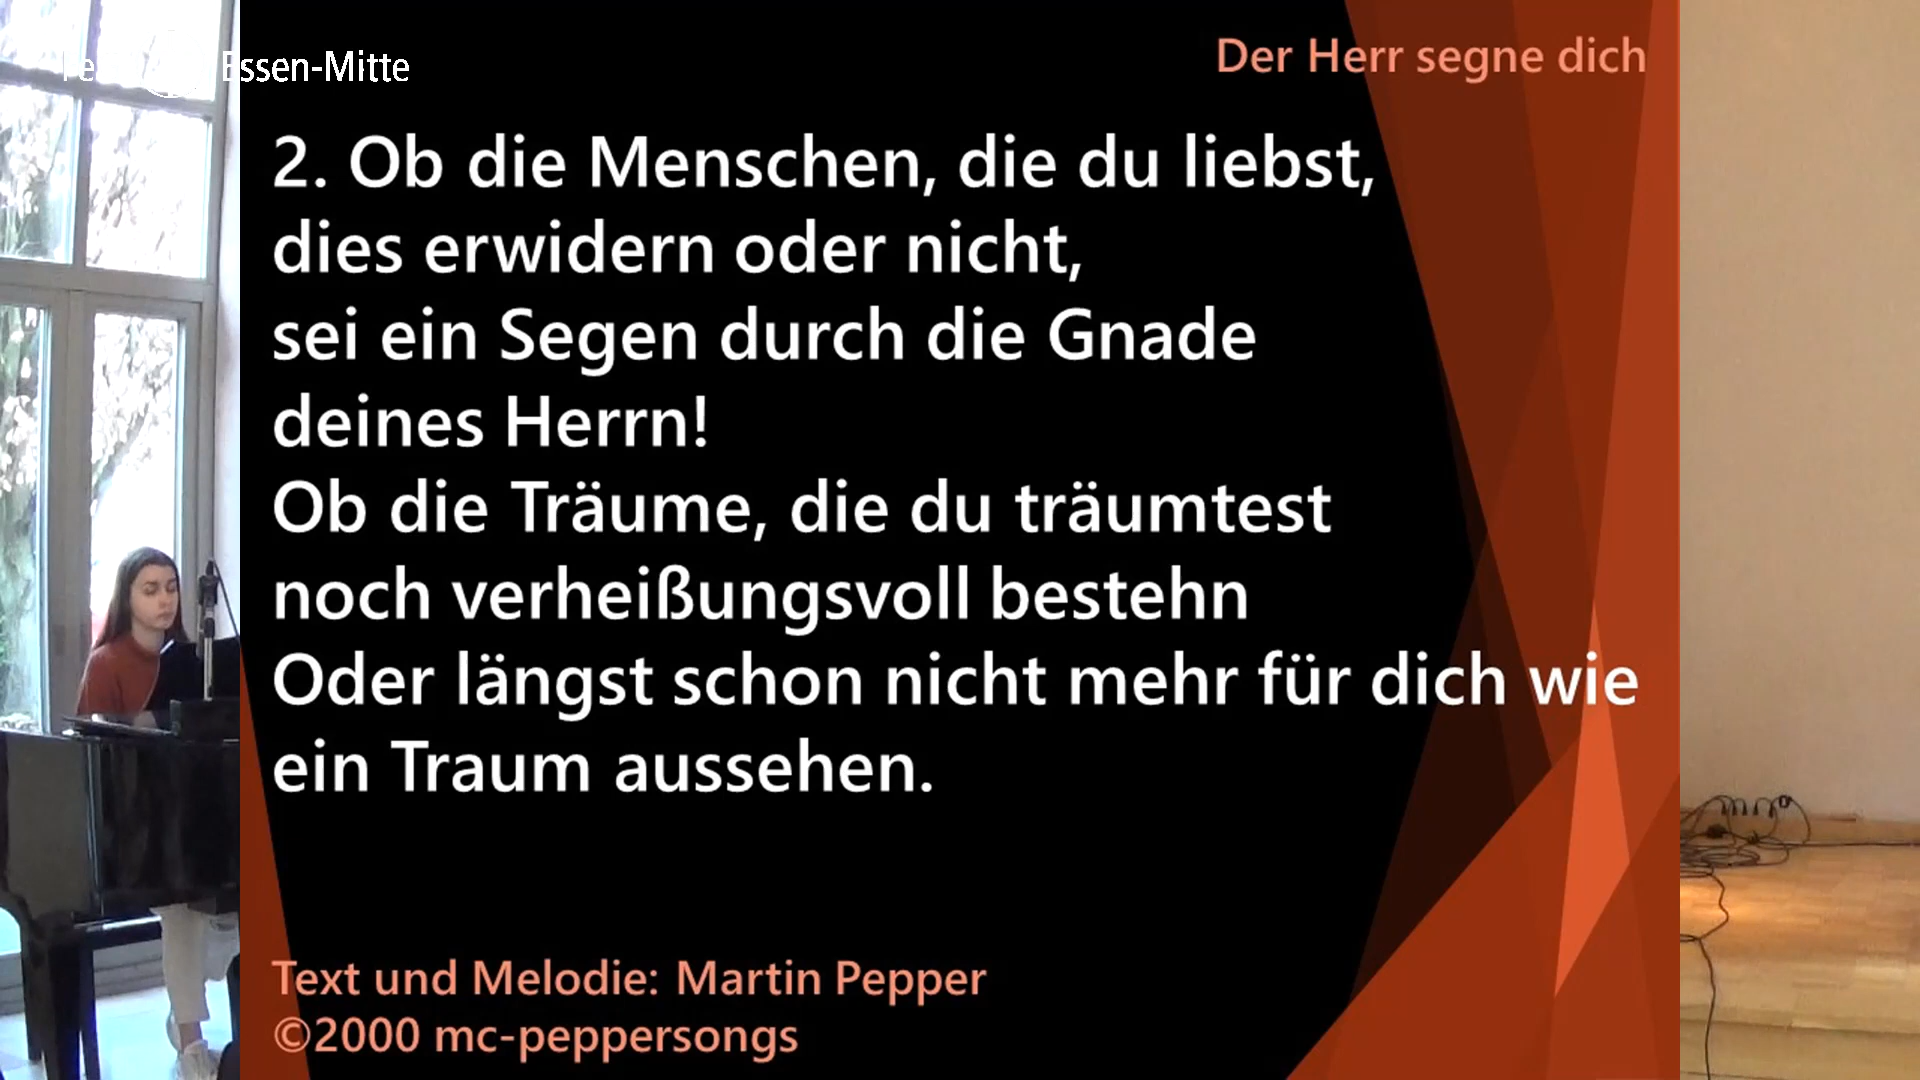 Essen-Mitte
Der Herr segne dich
2. Ob die Menschen, die du liebst,
dies erwidern oder nicht,
sei ein Segen durch die Gnade
deines Herrn!
Ob die Träume, die du träumtest
noch verheißungsvoll bestehn
Oder längst schon nicht mehr für dich wie
ein Traum aussehen.
Text und Melodie: Martin Pepper
©2000 mc-peppersongs